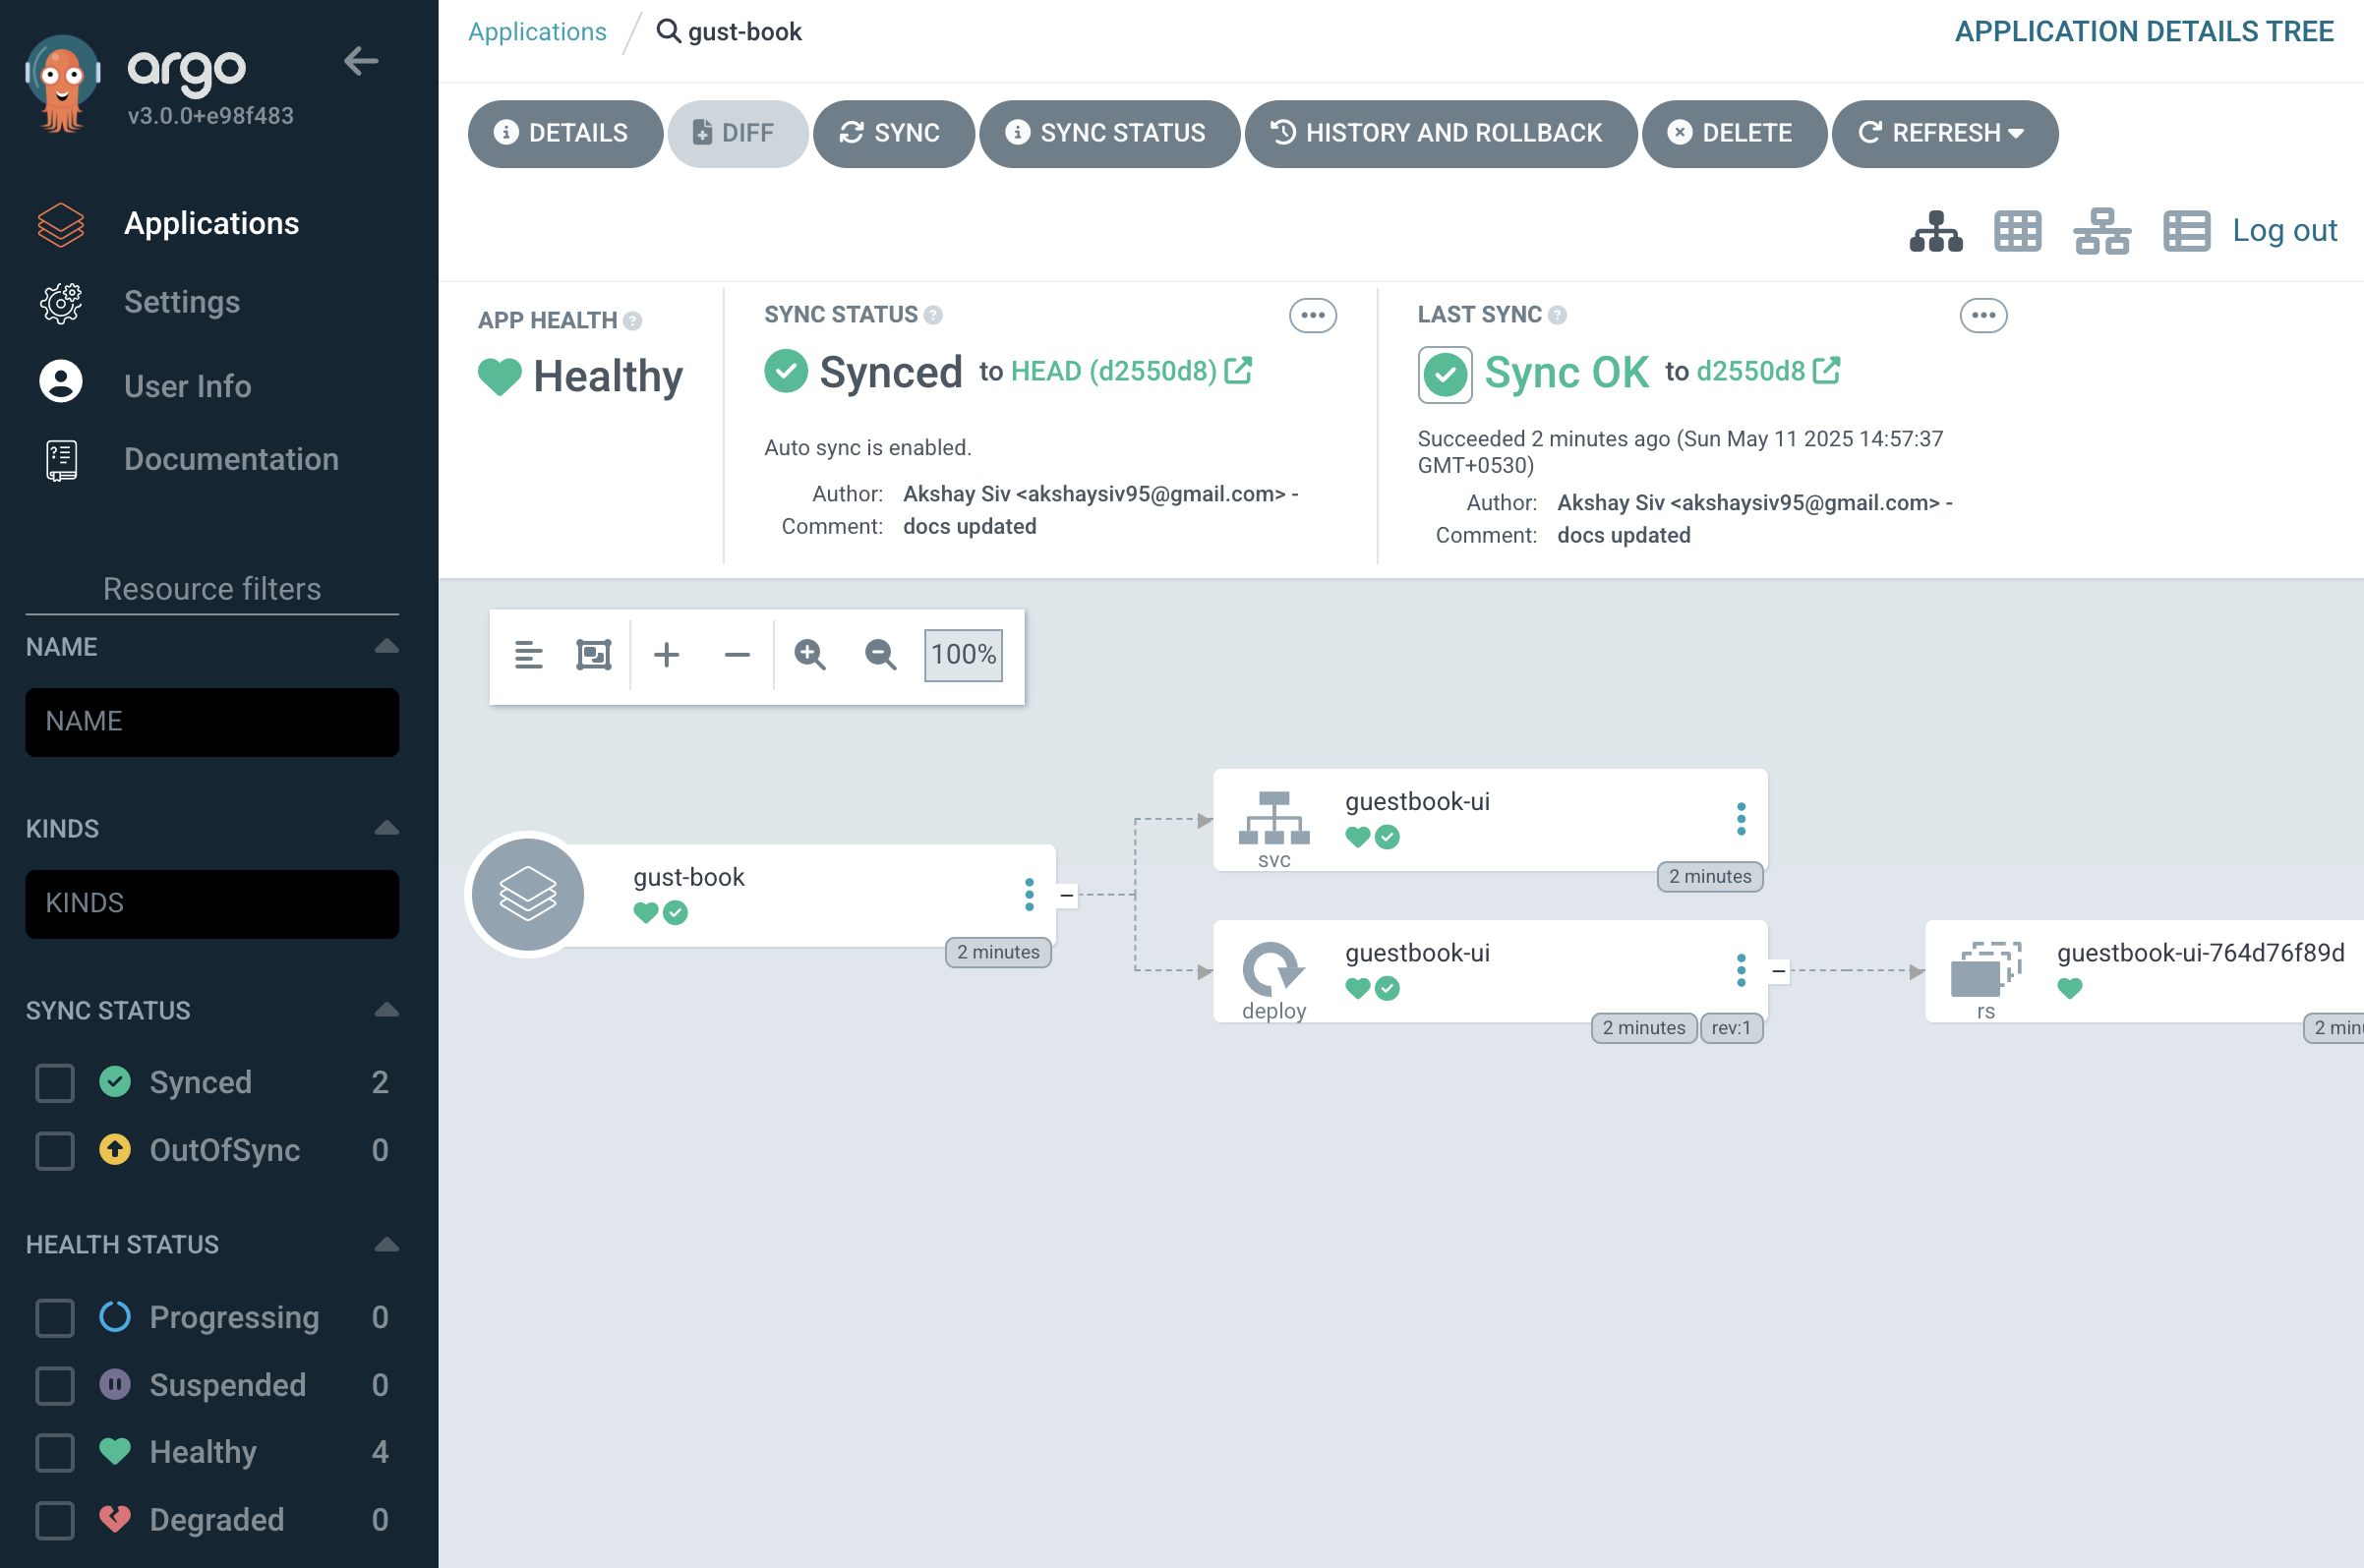 argo
v3.0.0+e98f483
Applications
Settings
User Info
Documentation
Resource filters
NAME
NAME
KINDS
KINDS
SYNC STATUS
Synced 2
OutOfSync 0
HEALTH STATUS
Progressing 0
Suspended 0
Healthy 4
Degraded 0
Applications / gust-book
APPLICATION DETAILS TREE
DETAILS DIFF SYNC SYNC STATUS HISTORY AND ROLLBACK DELETE REFRESH
Log out
APP HEALTH ?
Healthy
SYNC STATUS ?
Synced to HEAD (d2550d8)
Auto sync is enabled.
Author: Akshay Siv <akshaysiv95@gmail.com> -
Comment: docs updated
LAST SYNC ?
Sync OK to d2550d8
Succeeded 2 minutes ago (Sun May 11 2025 14:57:37
GMT+0530)
Author: Akshay Siv <akshaysiv95@gmail.com> -
Comment: docs updated
100%
gust-book
2 minutes
svc
guestbook-ui
2 minutes
deploy
guestbook-ui
2 minutes rev:1
rs
guestbook-ui-764d76f89d
2 min